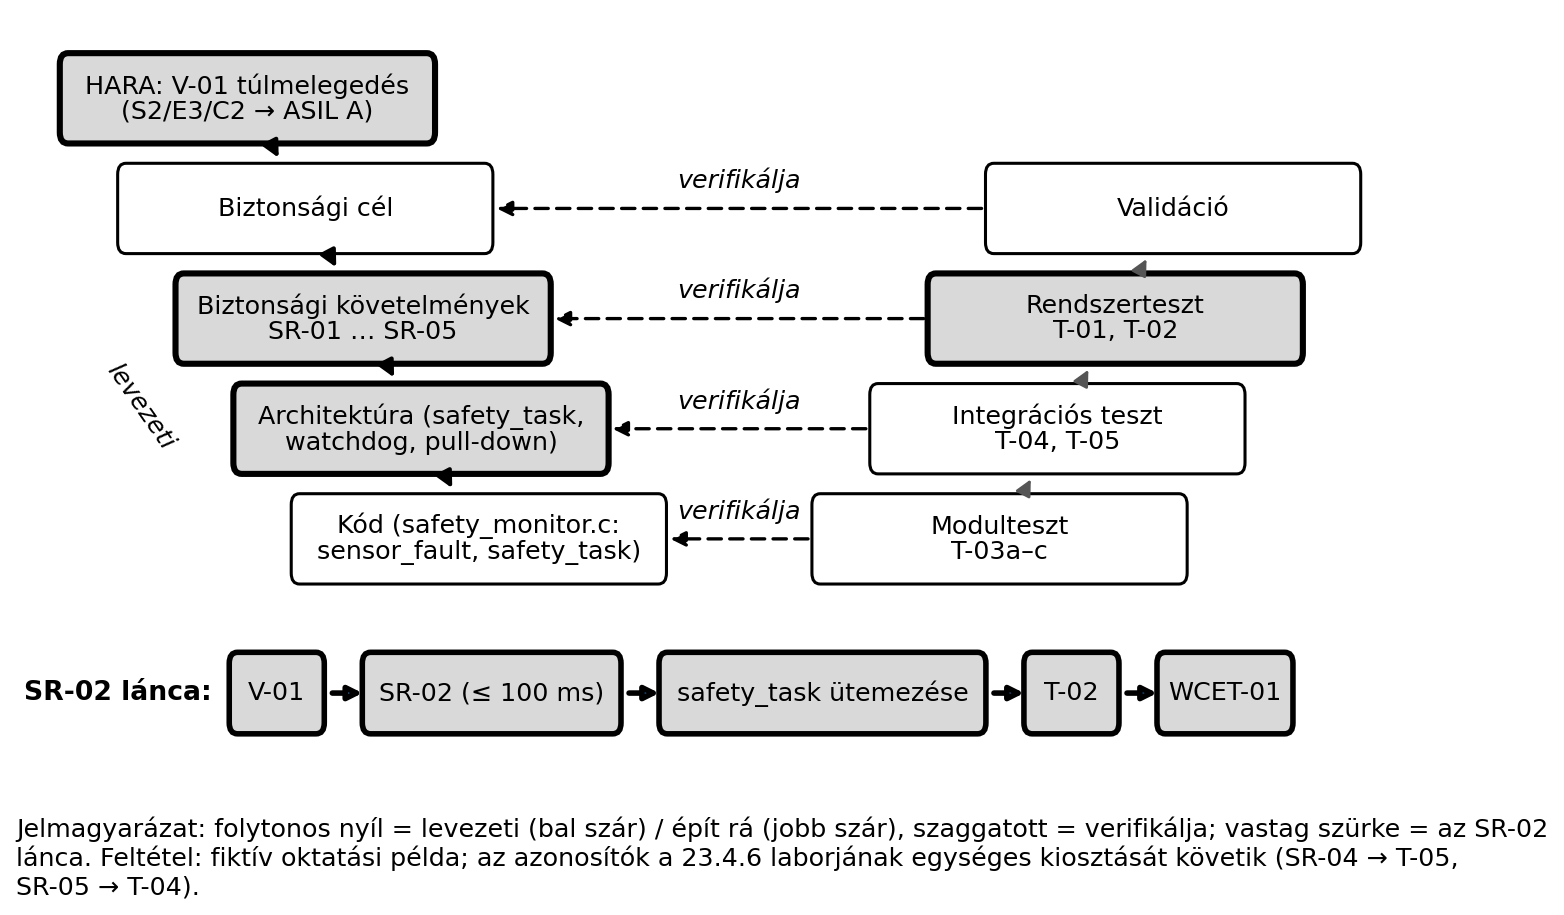 HARA: V-01 túlmelegedés
(S2/E3/C2 → ASIL A)
Biztonsági cél
verifikálja
Validáció
Biztonsági követelmények
SR-01 … SR-05
verifikálja
Rendszerteszt
T-01, T-02
levezeti
Architektúra (safety_task,
watchdog, pull-down)
verifikálja
Integrációs teszt
T-04, T-05
Kód (safety_monitor.c:
sensor_fault, safety_task)
verifikálja
Modulteszt
T-03a–c
SR-02 lánca:
V-01
SR-02 (≤ 100 ms)
safety_task ütemezése
T-02
WCET-01
Jelmagyarázat: folytonos nyíl = levezeti (bal szár) / épít rá (jobb szár), szaggatott = verifikálja; vastag szürke = az SR-02
lánca. Feltétel: fiktív oktatási példa; az azonosítók a 23.4.6 laborjának egységes kiosztását követik (SR-04 → T-05,
SR-05 → T-04).